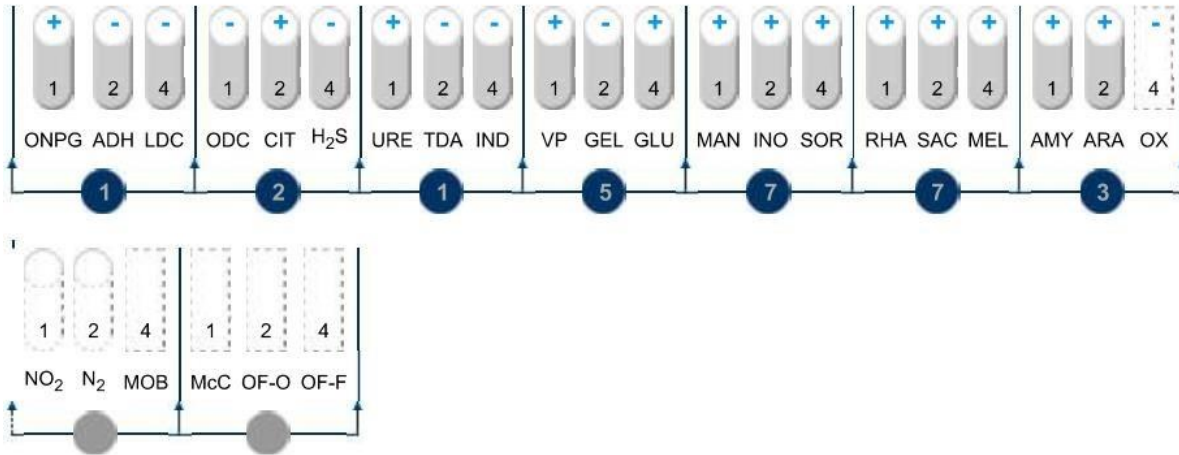 + - - - + - + - - + - + + + + + + + + + -
1 2 4 1 2 4 1 2 4 1 2 4 1 2 4 1 2 4 1 2 4
ONPG ADH LDC ODC CIT H₂S URE TDA IND VP GEL GLU MAN INO SOR RHA SAC MEL AMY ARA OX
1 2 1 5 7 7 3
1 2 4 1 2 4
NO₂ N₂ MOB McC OF-O OF-F